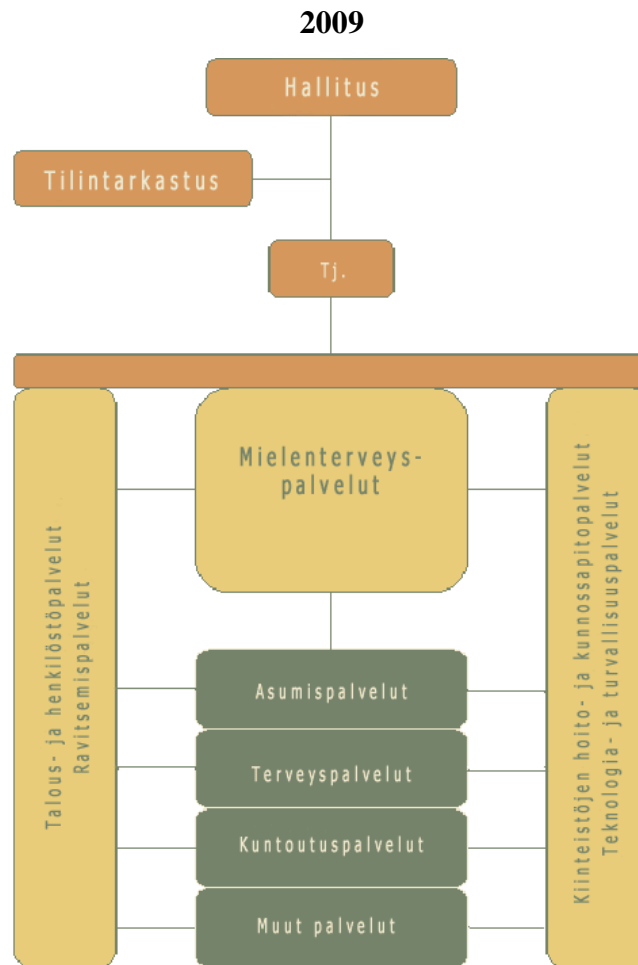 2009
Hallitus
Tilintarkastus
Tj.
Mielenterveys-
palvelut
Talous- ja henkilöstöpalvelut
Ravitsemispalvelut
Kiinteistöjen hoito- ja kunnossapitopalvelut
Teknologia- ja turvallisuuspalvelut
Asumispalvelut
Terveyspalvelut
Kuntoutuspalvelut
Muut palvelut